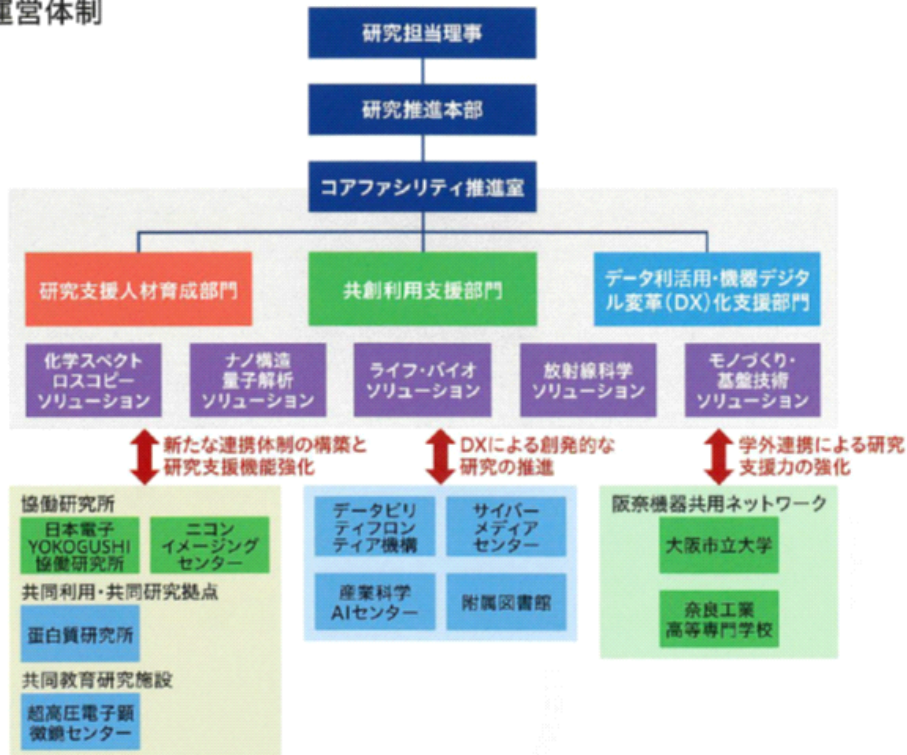 運営体制
研究担当理事
研究推進本部
コアファシリティ推進室
研究支援人材育成部門
共創利用支援部門
データ利活用・機器デジタ
ル変革(DX)化支援部門
化学スペクト
ロスコピー
ソリューション
ナノ構造
量子解析
ソリューション
ライフ・バイオ
ソリューション
放射線科学
ソリューション
モノづくり・
基盤技術
ソリューション
新たな連携体制の構築と
研究支援機能強化
DXによる創発的な
研究の推進
学外連携による研究
支援力の強化
協働研究所
日本電子
YOKOGUSHI
協働研究所
ニコン
イメージング
センター
共同利用・共同研究拠点
蛋白質研究所
共同教育研究施設
超高圧電子顕
微鏡センター
データビリ
ティフロン
ティア機構
サイバー
メディア
センター
産業科学
AIセンター
附属図書館
阪奈機器共用ネットワーク
大阪市立大学
奈良工業
高等専門学校